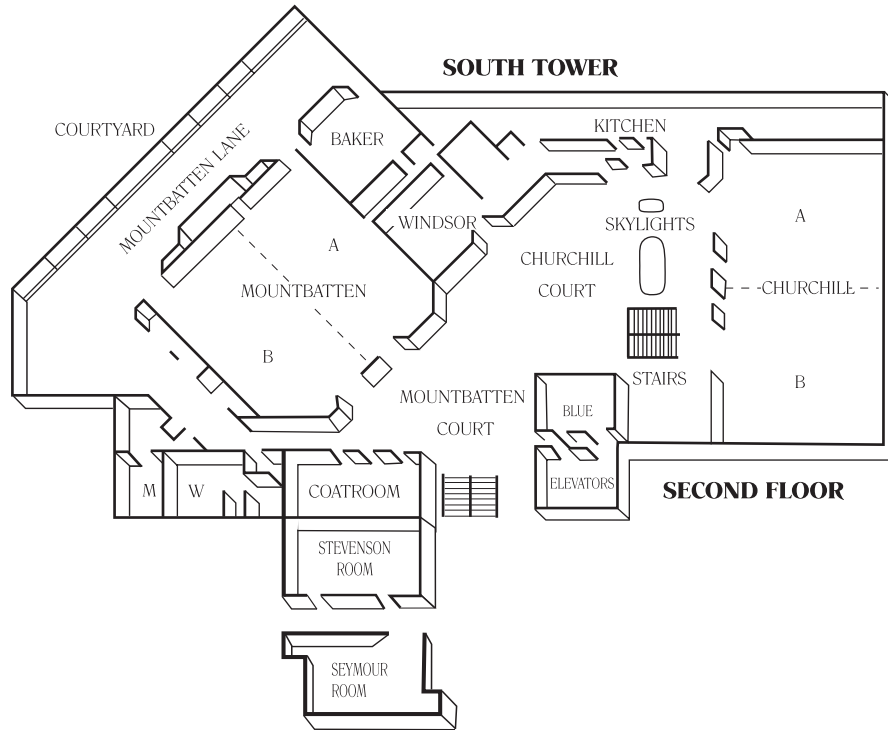 SOUTH TOWER
COURTYARD
MOUNTBATTEN LANE
BAKER
KITCHEN
WINDSOR
SKYLIGHTS
A
A
CHURCHILL
COURT
MOUNTBATTEN
CHURCHILL
B
STAIRS
B
MOUNTBATTEN
COURT
BLUE
ELEVATORS
SECOND FLOOR
M
W
COATROOM
STEVENSON
ROOM
SEYMOUR
ROOM